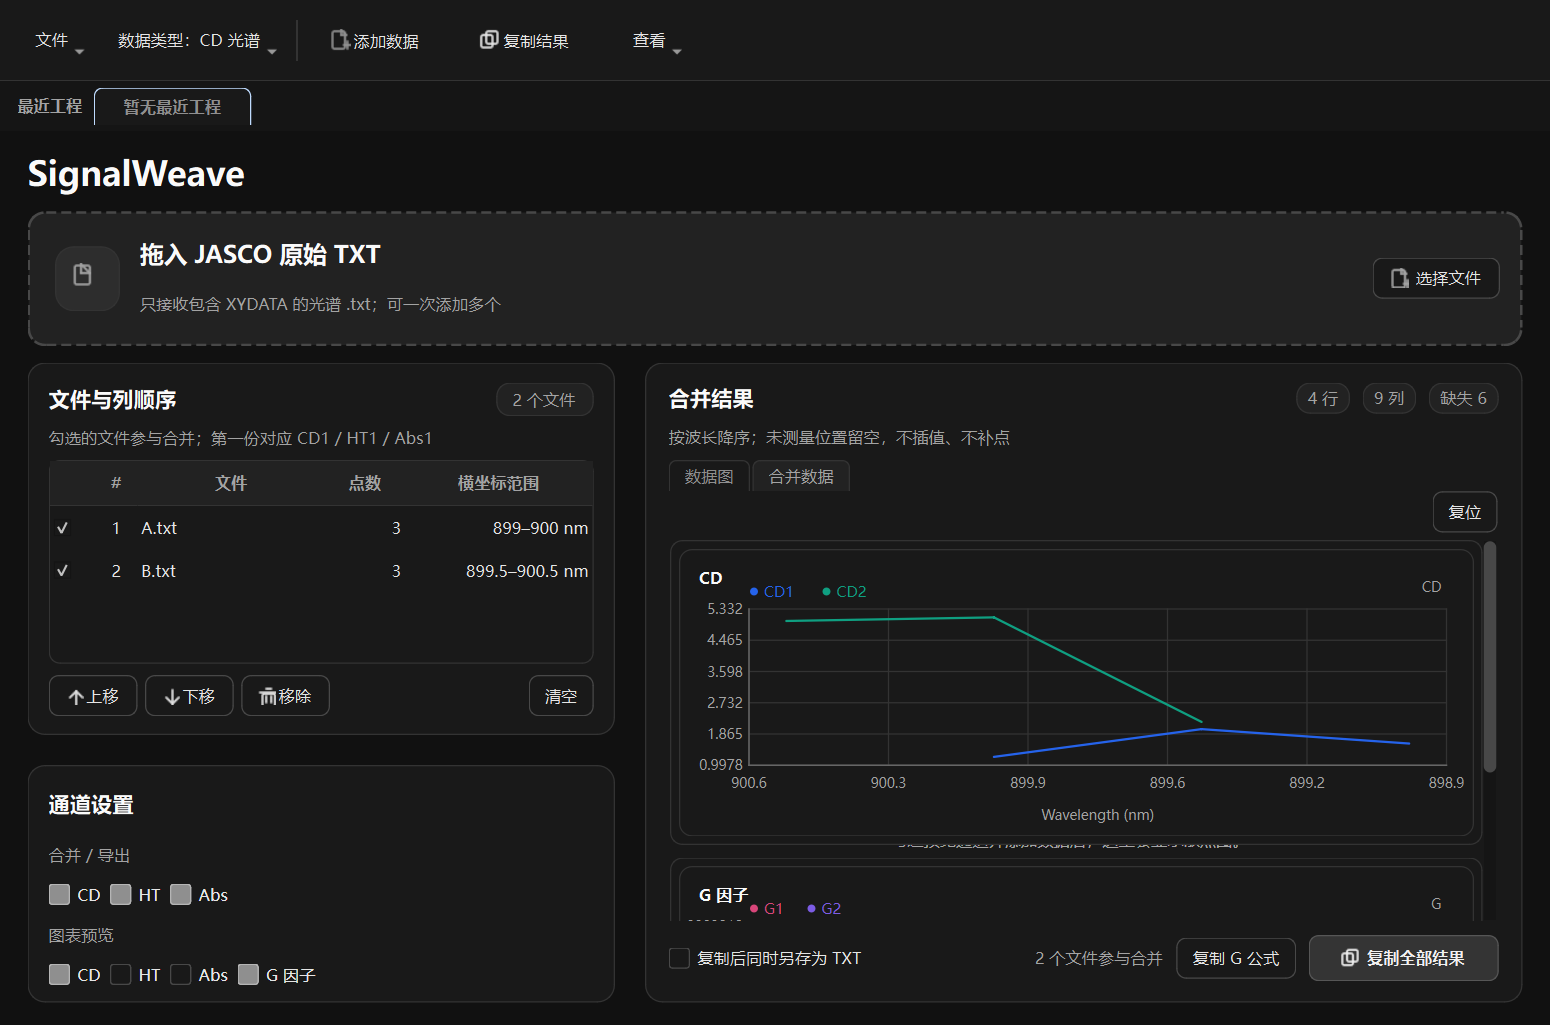 文件
数据类型：CD 光谱
添加数据
复制结果
查看
最近工程
暂无最近工程
SignalWeave
拖入 JASCO 原始 TXT
只接收包含 XYDATA 的光谱 .txt；可一次添加多个
选择文件
文件与列顺序
2 个文件
勾选的文件参与合并；第一份对应 CD1 / HT1 / Abs1
# 文件 点数 横坐标范围
1 A.txt 3 899–900 nm
2 B.txt 3 899.5–900.5 nm
上移
下移
移除
清空
通道设置
合并 / 导出
CD HT Abs
图表预览
CD HT Abs G 因子
合并结果
4 行
9 列
缺失 6
按波长降序；未测量位置留空，不插值、不补点
数据图
合并数据
复位
CD
CD1 CD2
CD
5.332
4.465
3.598
2.732
1.865
0.9978
900.6 900.3 899.9 899.6 899.2 898.9
Wavelength (nm)
G 因子
G1 G2
G
复制后同时另存为 TXT
2 个文件参与合并
复制 G 公式
复制全部结果